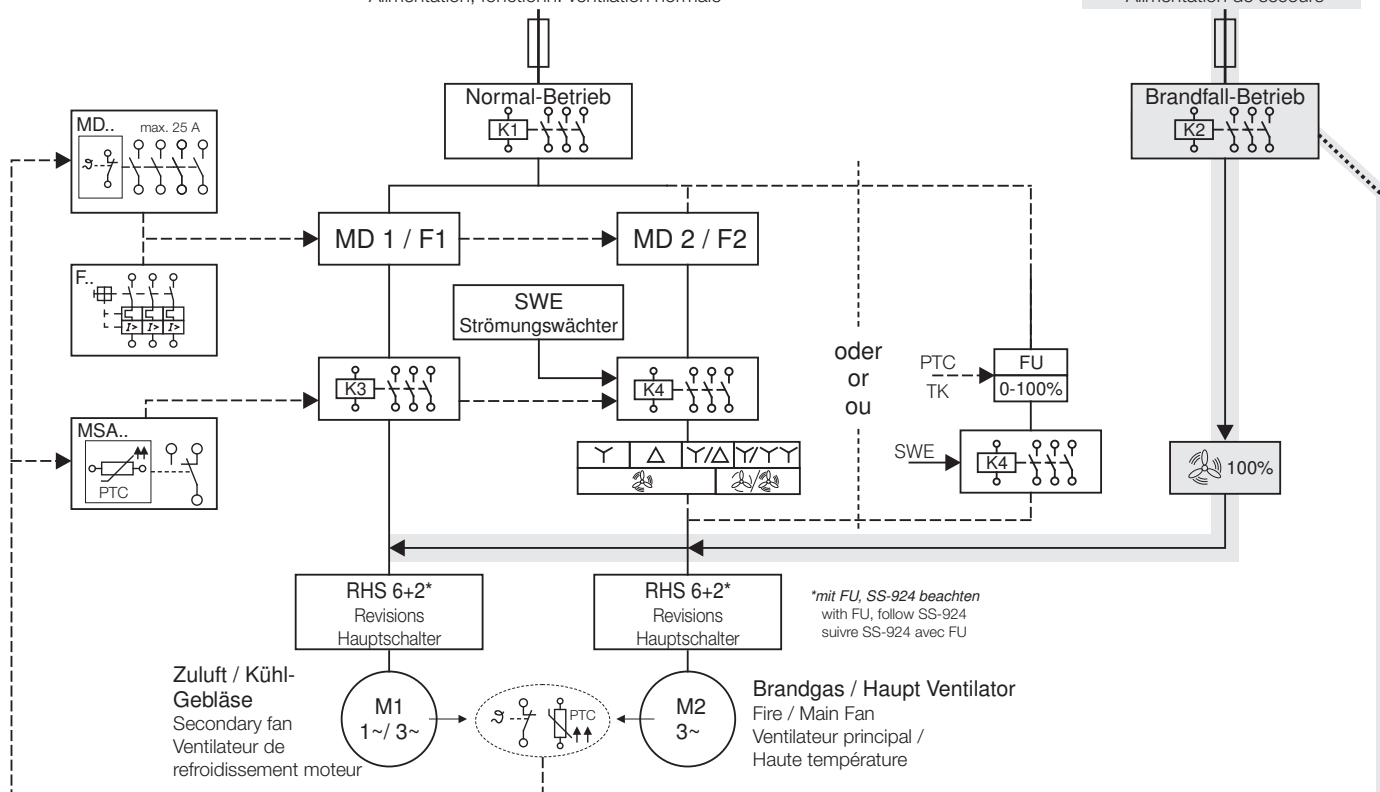 Alimentation, fonctionn. ventilation normale
Alimentation de secours
Normal-Betrieb
K1
Brandfall-Betrieb
K2
MD..
max. 25 A
MD 1 / F1
MD 2 / F2
F..
I> I> I>
SWE
Strömungswächter
K3
K4
oder
or
ou
PTC
TK
FU
0-100%
MSA..
PTC
SWE
K4
100%
RHS 6+2*
Revisions
Hauptschalter
RHS 6+2*
Revisions
Hauptschalter
*mit FU, SS-924 beachten
with FU, follow SS-924
suivre SS-924 avec FU
Zuluft / Kühl-
Gebläse
Secondary fan
Ventilateur de
refroidissement moteur
M1
1~/ 3~
PTC
M2
3~
Brandgas / Haupt Ventilator
Fire / Main Fan
Ventilateur principal /
Haute température